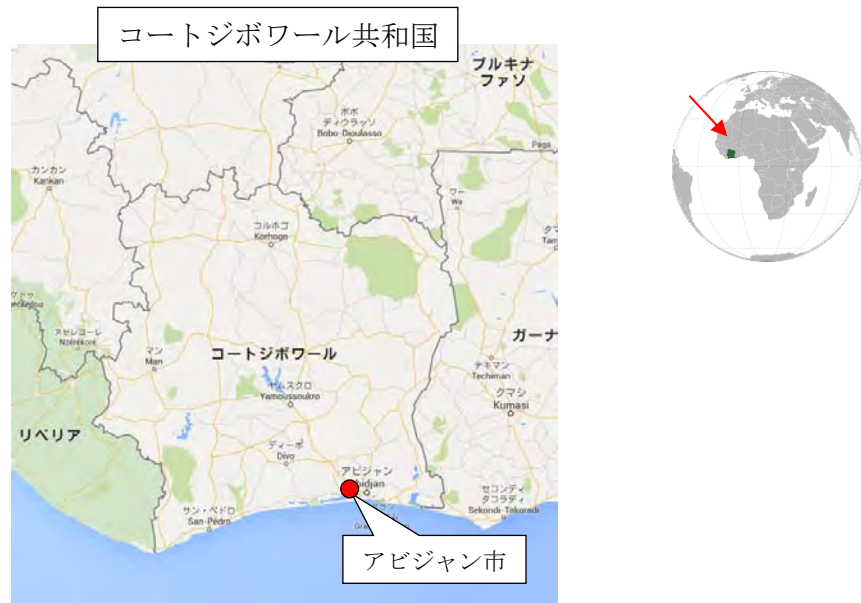 コートジボワール共和国
ブルキナ
ファソ
ボボ
ディウラッソ
Bobo-Dioulasso
Paga
カンカン
Kankan
ワー
Wa
コルホゴ
Korhogo
ンゼレコーレ
Nzérékoré
マン
Man
コートジボワール
ガーナ
テキマン
Techiman
ヤムスクロ
Yamoussoukro
クマシ
Kumasi
リベリア
ディーボ
Divo
アビジャン
セコンディ
タコラディ
Sekondi-Takoradi
サン・ペドロ
San-Pédro
アビジャン市